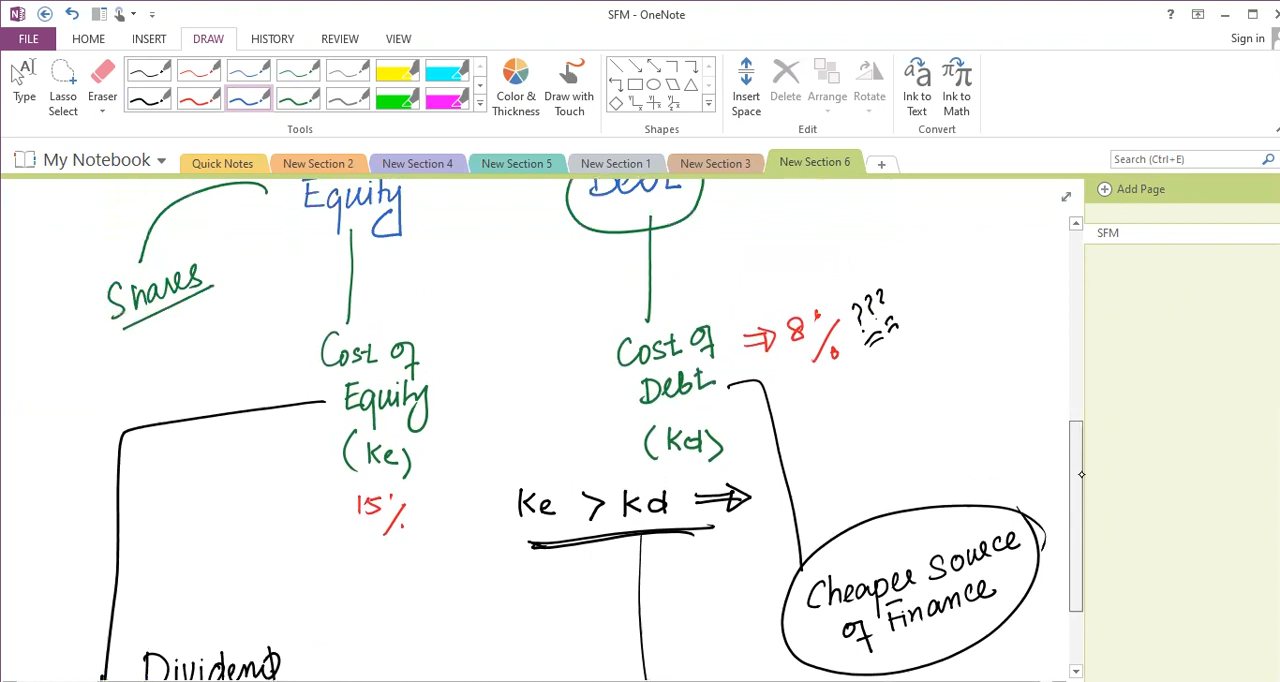 SFM - OneNote
Sign in
FILE HOME INSERT DRAW HISTORY REVIEW VIEW
Type
Lasso Select
Eraser
Color & Thickness
Draw with Touch
Insert Space
Delete
Arrange
Rotate
Ink to Text
Ink to Math
Tools
Shapes
Edit
Convert
My Notebook
Quick Notes
New Section 2
New Section 4
New Section 5
New Section 1
New Section 3
New Section 6
Search (Ctrl+E)
Add Page
SFM
Equity
Debt
Shares
Cost of
Equity
(Ke)
15%
Cost of
Debt
(Kd)
⇒ 8% ???
Ke > Kd ⇒
Cheaper Source
of Finance
Dividend